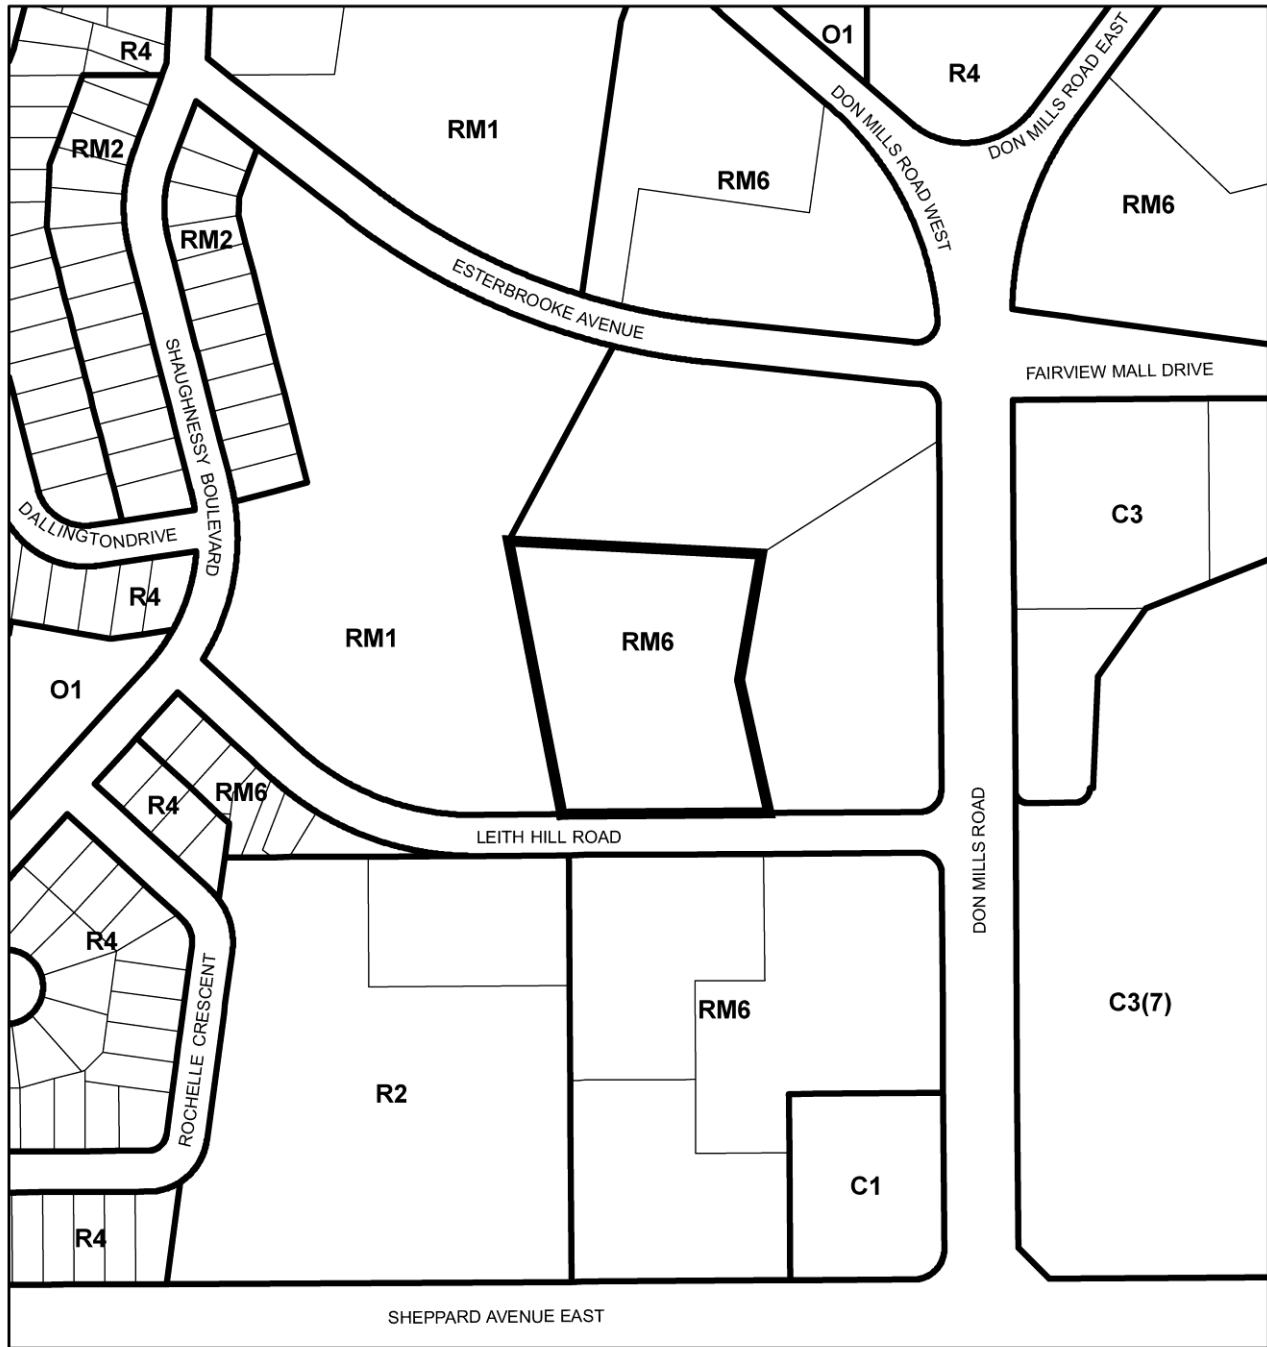 O1
R4
R4
DON MILLS ROAD EAST
DON MILLS ROAD WEST
RM1
RM2
RM6
RM6
RM2
ESTERBROOKE AVENUE
FAIRVIEW MALL DRIVE
SHAUGHNESSY BOULEVARD
C3
DALLINGTONDRIVE
R4
RM1
RM6
O1
RM6
R4
LEITH HILL ROAD
DON MILLS ROAD
R4
ROCHELLE CRESCENT
C3(7)
RM6
R2
C1
R4
SHEPPARD AVENUE EAST